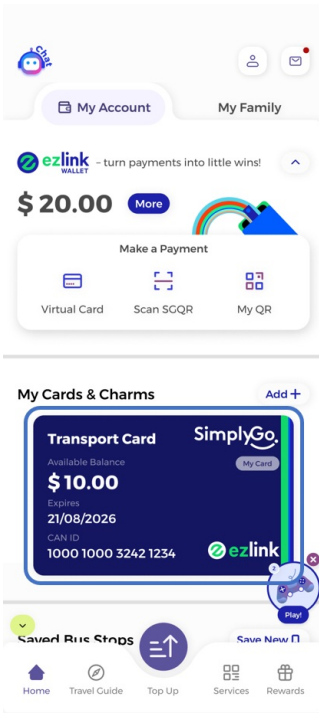 Chat
My Account
My Family
ezlink WALLET - turn payments into little wins!
$ 20.00
More
Make a Payment
Virtual Card
Scan SGQR
My QR
My Cards & Charms
Add +
Transport Card
SimplyGo.
Available Balance
My Card
$ 10.00
Expires
21/08/2026
CAN ID
1000 1000 3242 1234
ezlink
2
Play!
Saved Bus Stops
Save New
Home
Travel Guide
Top Up
Services
Rewards